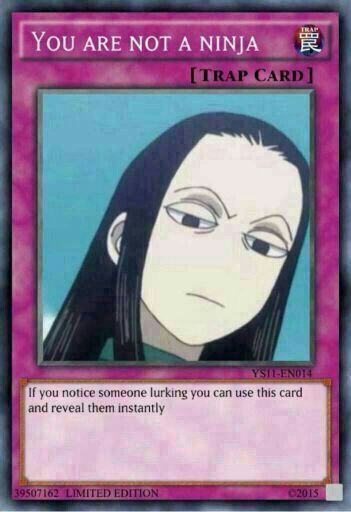 You are not a ninja
TRAP
罠
[Trap Card]
YS11-EN014
If you notice someone lurking you can use this card
and reveal them instantly
39507162 LIMITED EDITION
©2015